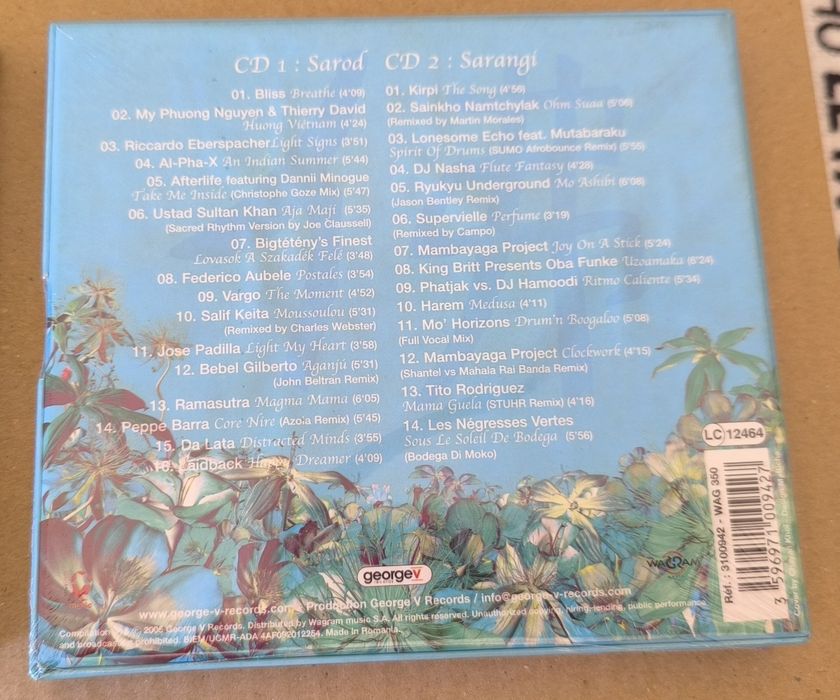 CD 1 : Sarod
01. Bliss Breathe (4'09)
02. My Phuong Nguyen & Thierry David
Huong Vietnam (4'24)
03. Riccardo Eberspacher Light Signs (3'51)
04. Al-Pha-X An Indian Summer (5'44)
05. Afterlife featuring Dannii Minogue
Take Me Inside (Christophe Goze Mix) (5'47)
06. Ustad Sultan Khan Aja Maji (5'35)
(Sacred Rhythm Version by Joe Claussell)
07. Bigtétény's Finest
Lovasok A Szakadék Felé (3'48)
08. Federico Aubele Postales (3'54)
09. Vargo The Moment (4'52)
10. Salif Keita Moussoulou (5'31)
(Remixed by Charles Webster)
11. Jose Padilla Light My Heart (3'58)
12. Bebel Gilberto Aganjú (5'31)
(John Beltran Remix)
13. Ramasutra Magma Mama (6'05)
14. Peppe Barra Core Nire (Azoia Remix) (5'45)
15. Da Lata Distracted Minds (3'55)
16. Laidback Happy Dreamer (4'09)
CD 2 : Sarangi
01. Kirpi The Song (4'56)
02. Sainkho Namtchylak Ohm Suaa (5'06)
(Remixed by Martin Morales)
03. Lonesome Echo feat. Mutabaruku
Spirit Of Drums (SUMO Afrobounce Remix) (5'55)
04. DJ Nasha Flute Fantasy (4'28)
05. Ryukyu Underground Mo Ashibi (6'08)
(Jason Bentley Remix)
06. Supervielle Perfume (3'19)
(Remixed by Campo)
07. Mambayaga Project Joy On A Stick (5'24)
08. King Britt Presents Oba Funke Uzoamaka (6'24)
09. Phatjak vs. DJ Hamoodi Ritmo Caliente (5'34)
10. Harem Medusa (4'11)
11. Mo' Horizons Drum'n Boogaloo (5'08)
(Full Vocal Mix)
12. Mambayaga Project Clockwork (4'15)
(Shantel vs Mahala Rai Banda Remix)
13. Tito Rodriguez
Mama Guela (STUHR Remix) (4'16)
14. Les Négresses Vertes
Sous Le Soleil De Bodega (5'56)
(Bodega Di Moko)
LC 12464
Réf. : 3100942 - WAG 350
3 596971 009427
WAGRAM
georgeV
www.george-v-records.com - Production George V Records / info@george-v-records.com
Compilation 2006 George V Records. Distributed by Wagram music S.A. All rights reserved. Unauthorized copying, hiring, lending, public performance
and broadcasting prohibited. BIEM/UCMR-ADA 4AF092012254. Made in Romania.